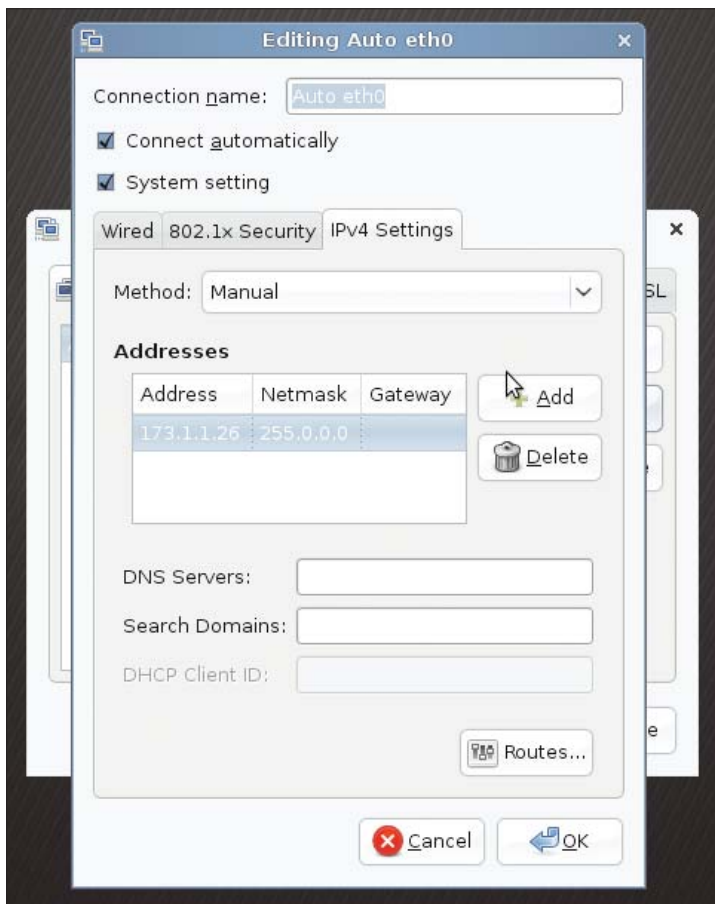 Editing Auto eth0
Connection name: Auto eth0
Connect automatically
System setting
Wired 802.1x Security IPv4 Settings
SL
Method: Manual
Addresses
Address Netmask Gateway
Add
173.1.1.26 255.0.0.0
Delete
DNS Servers:
Search Domains:
DHCP Client ID:
e
Routes...
Cancel OK